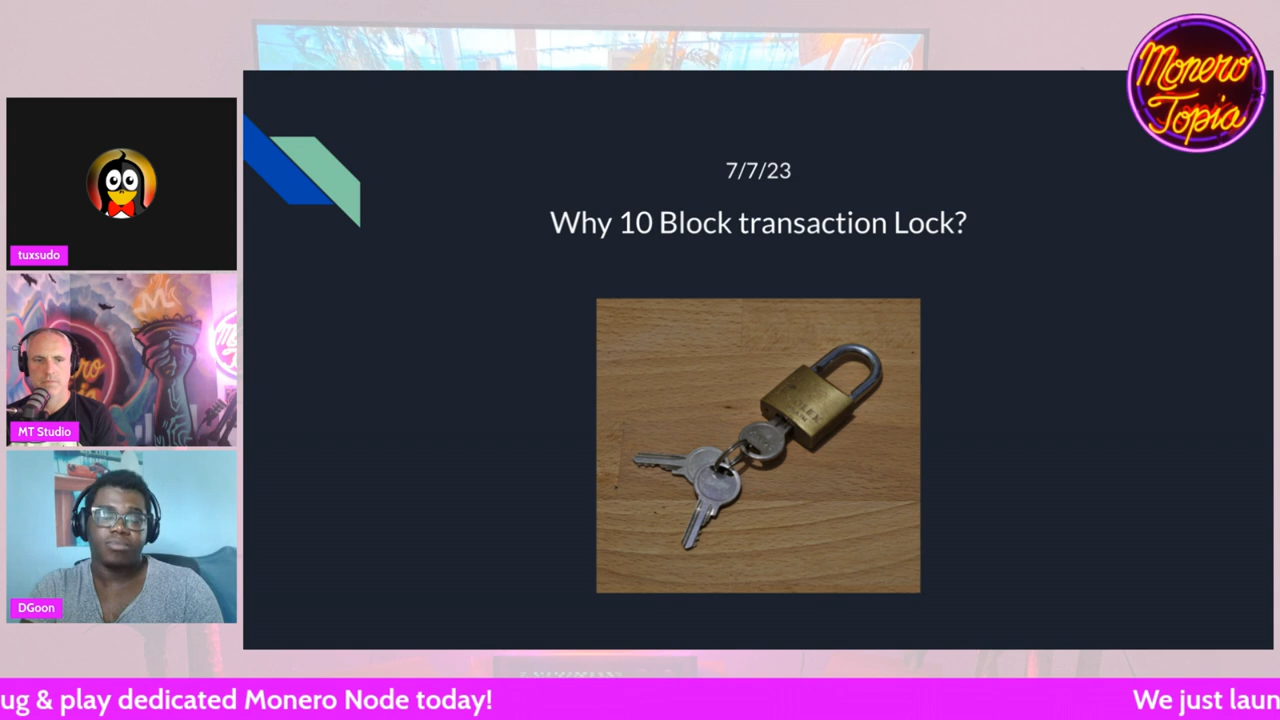 Monero
Topia
7/7/23
Why 10 Block transaction Lock?
tuxsudo
MT Studio
DGoon
ug & play dedicated Monero Node today!
We just laun